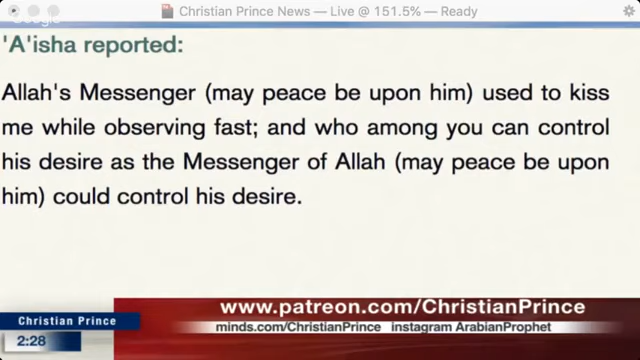 Christian Prince News — Live @ 151.5% — Ready
'A'isha reported:
Allah's Messenger (may peace be upon him) used to kiss
me while observing fast; and who among you can control
his desire as the Messenger of Allah (may peace be upon
him) could control his desire.
www.patreon.com/ChristianPrince
Christian Prince
minds.com/ChristianPrince instagram ArabianProphet
2:28